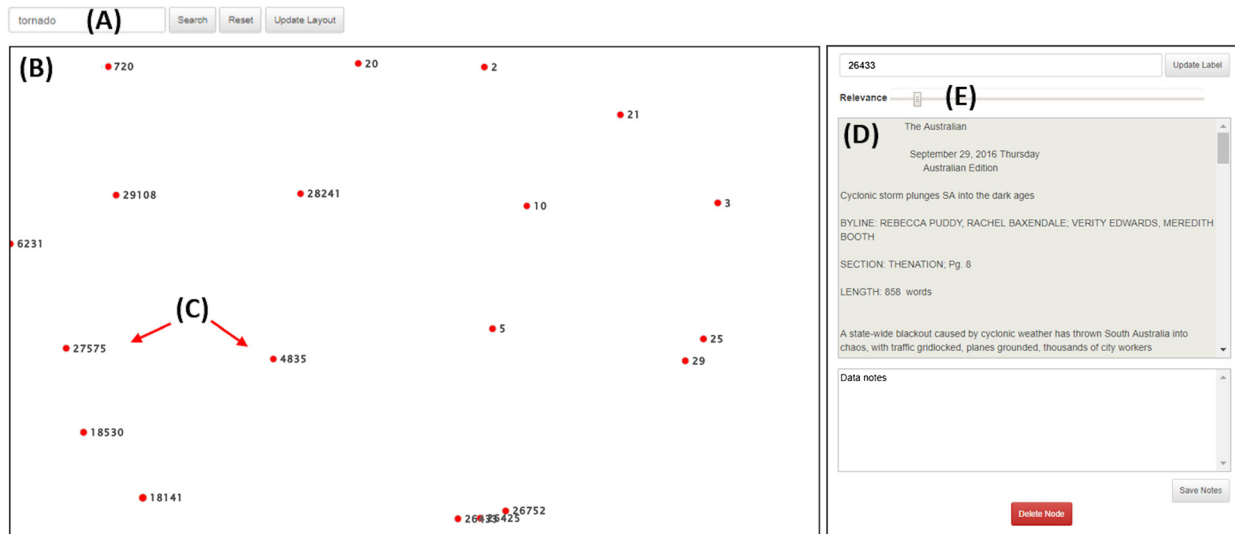 tornado (A) Search Reset Update Layout
(B)
720
20
2
21
29108
28241
10
3
6231
(C)
5
25
27575
4835
29
18530
18141
26752
26433 26425
26433 Update Label
Relevance (E)
(D) The Australian
September 29, 2016 Thursday
Australian Edition
Cyclonic storm plunges SA into the dark ages
BYLINE: REBECCA PUDDY, RACHEL BAXENDALE; VERITY EDWARDS, MEREDITH
BOOTH
SECTION: THENATION; Pg. 8
LENGTH: 858 words
A state-wide blackout caused by cyclonic weather has thrown South Australia into
chaos, with traffic gridlocked, planes grounded, thousands of city workers
Data notes
Save Notes
Delete Node